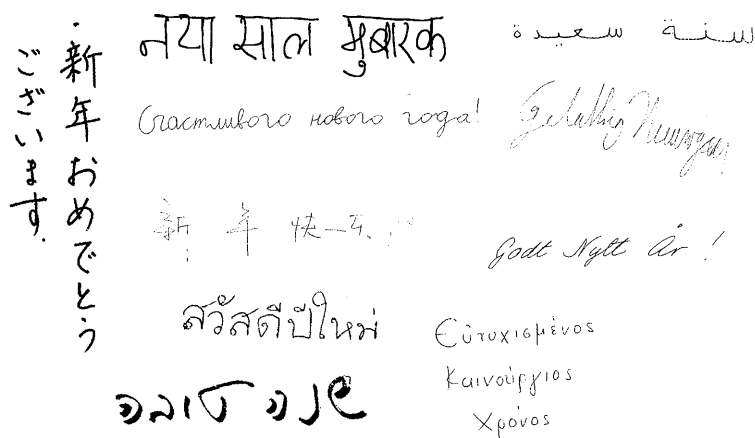 ・新年おめでとう
ございます.
नया साल मुबारक
سنة سعيدة
Счастливого нового года!
Gelukkig Nieuwjaar
新年快乐
Godt Nytt År !
สวัสดีปีใหม่
Εὐτυχισμένος
Καινούργιος
Χρόνος
שנה טובה